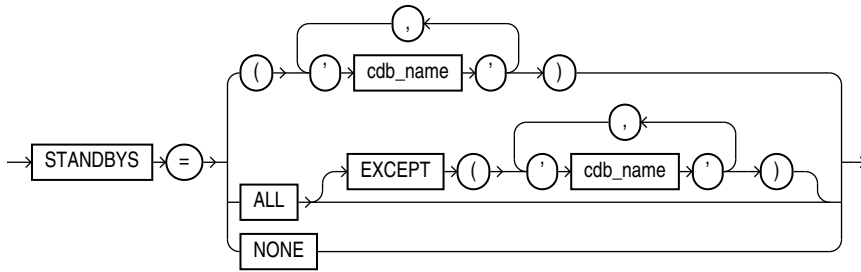 ,
( ' cdb_name ' )
,
STANDBYS = EXCEPT ( ' cdb_name ' )
ALL
NONE